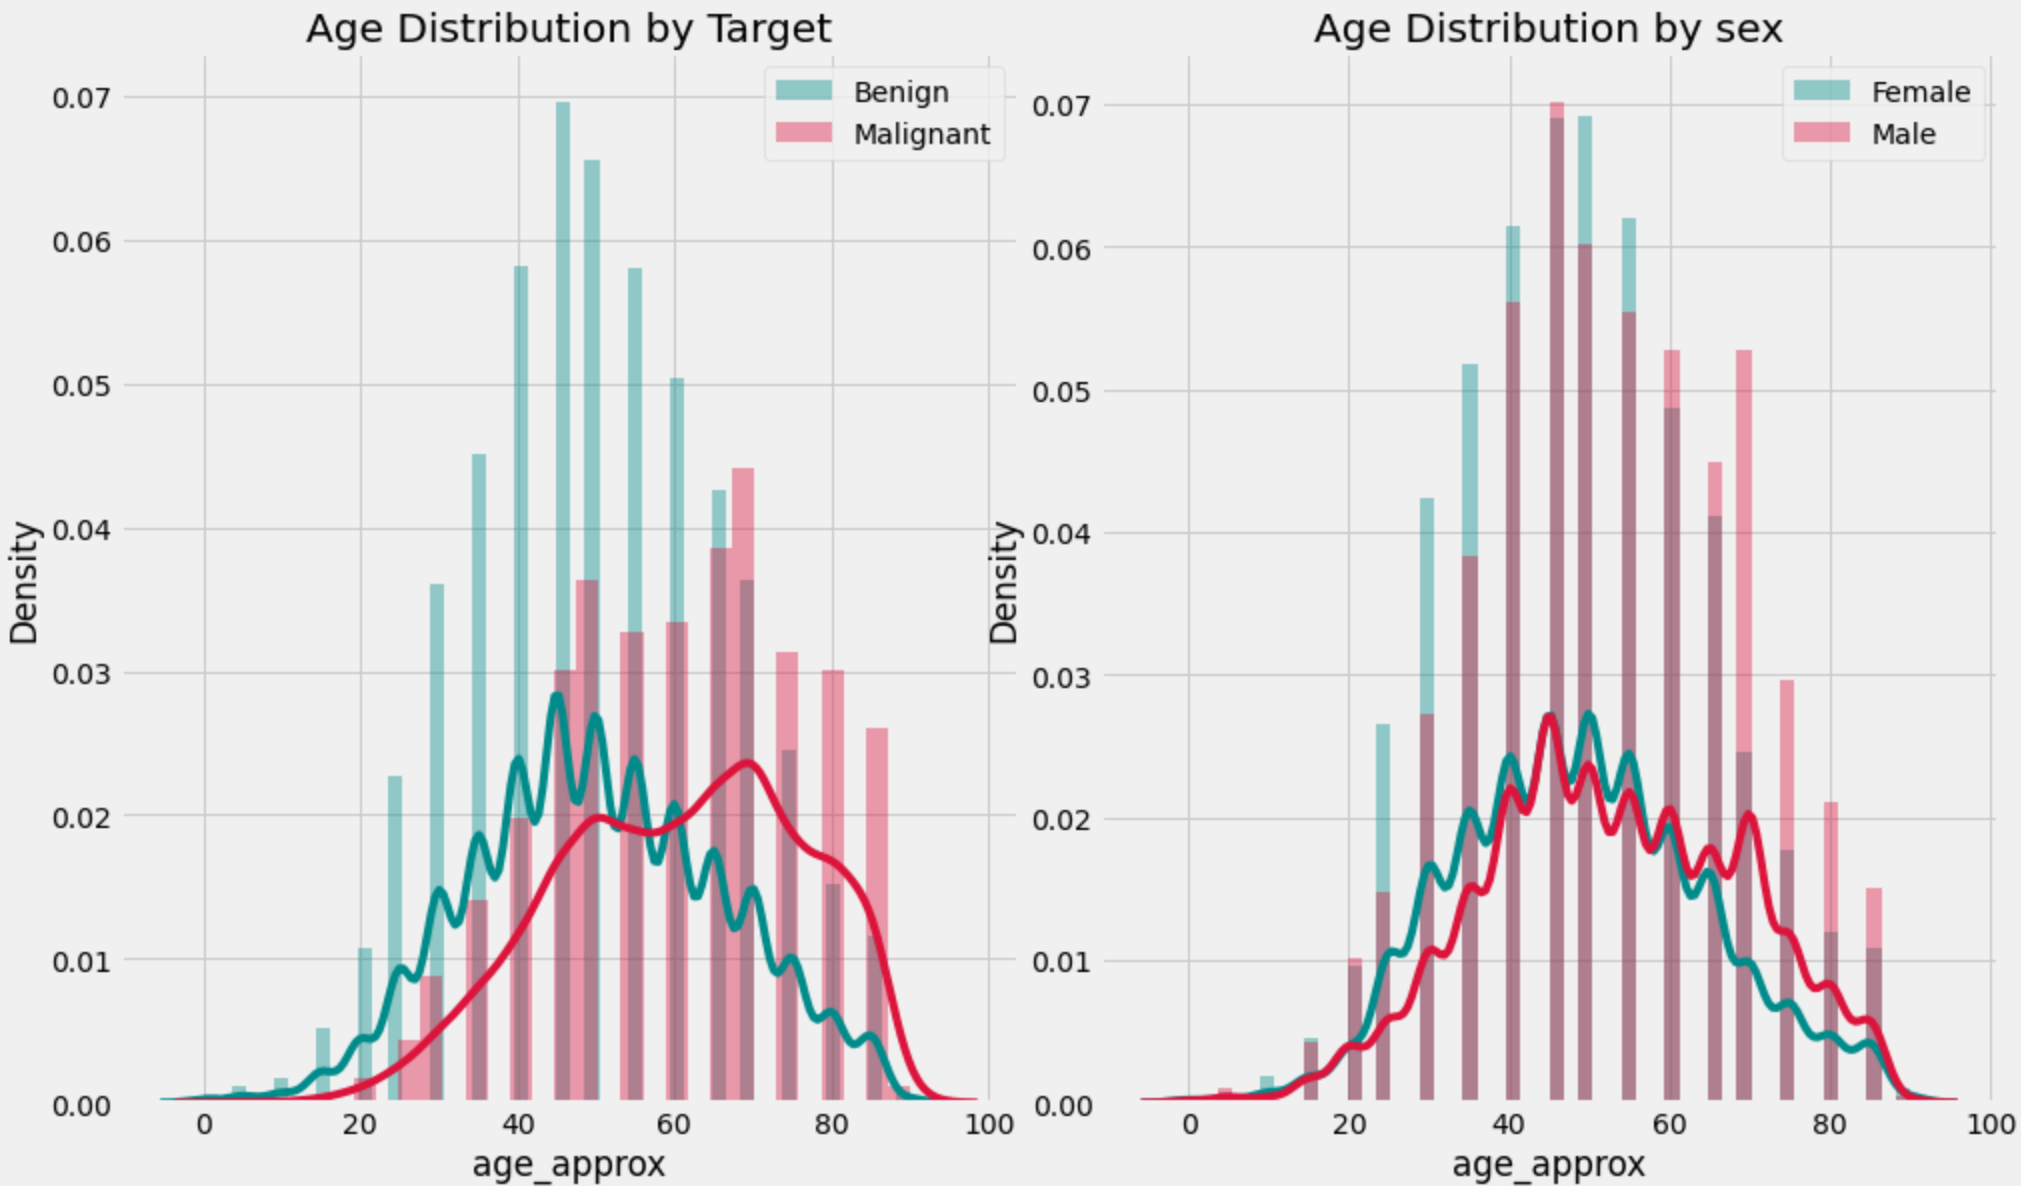 Age Distribution by Target
Benign
Malignant
0.07
0.06
0.05
0.04
0.03
0.02
0.01
0.00
Density
0
20
40
60
80
100
age_approx
Age Distribution by sex
Female
Male
0.07
0.06
0.05
0.04
0.03
0.02
0.01
0.00
Density
0
20
40
60
80
100
age_approx